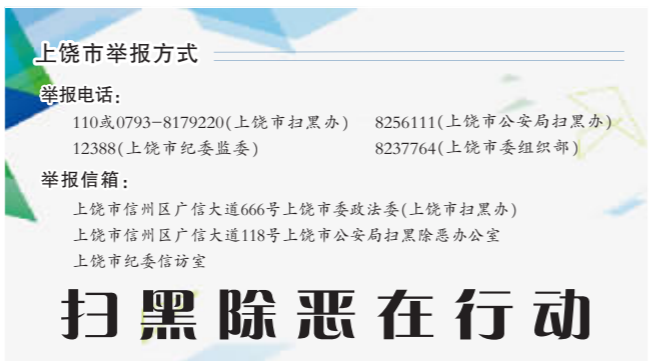 上饶市举报方式
举报电话：
110或0793-8179220(上饶市扫黑办) 8256111(上饶市公安局扫黑办)
12388(上饶市纪委监委) 8237764(上饶市委组织部)
举报信箱：
上饶市信州区广信大道666号上饶市委政法委(上饶市扫黑办)
上饶市信州区广信大道118号上饶市公安局扫黑除恶办公室
上饶市纪委信访室
扫黑除恶在行动